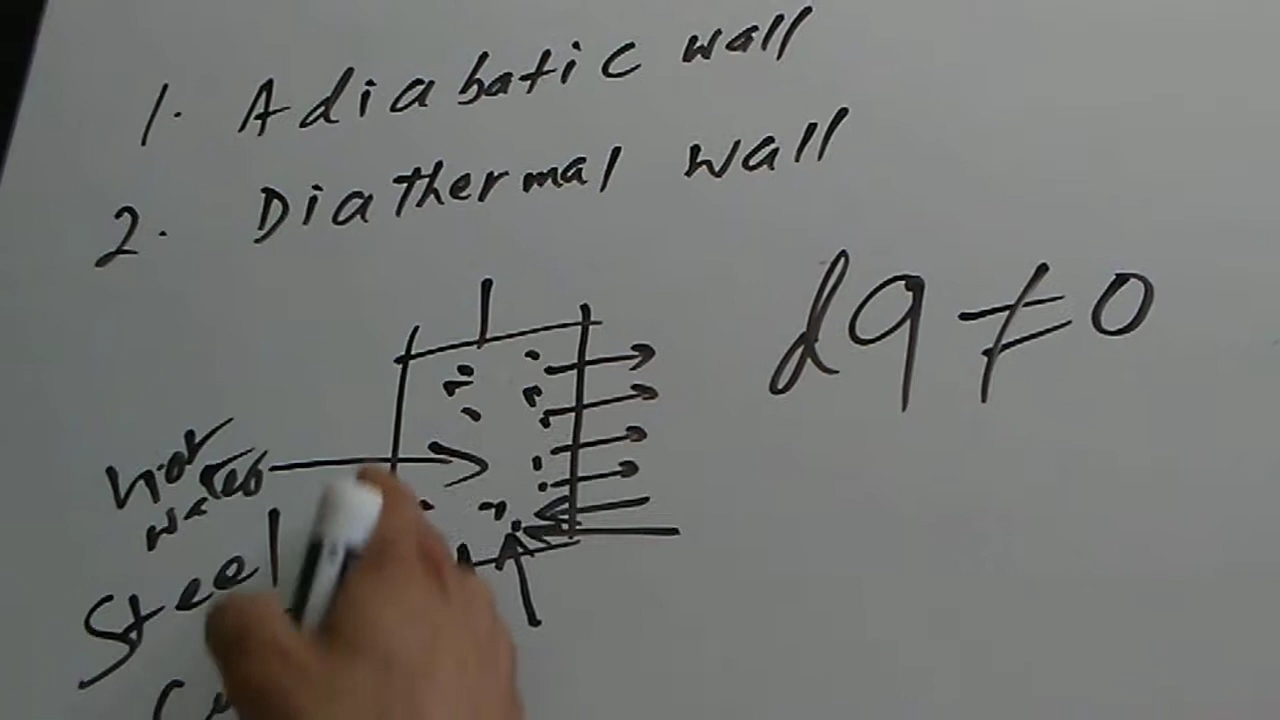 1. Adiabatic wall
2. Diathermal wall
dq ≠ 0
hot
water
Steel